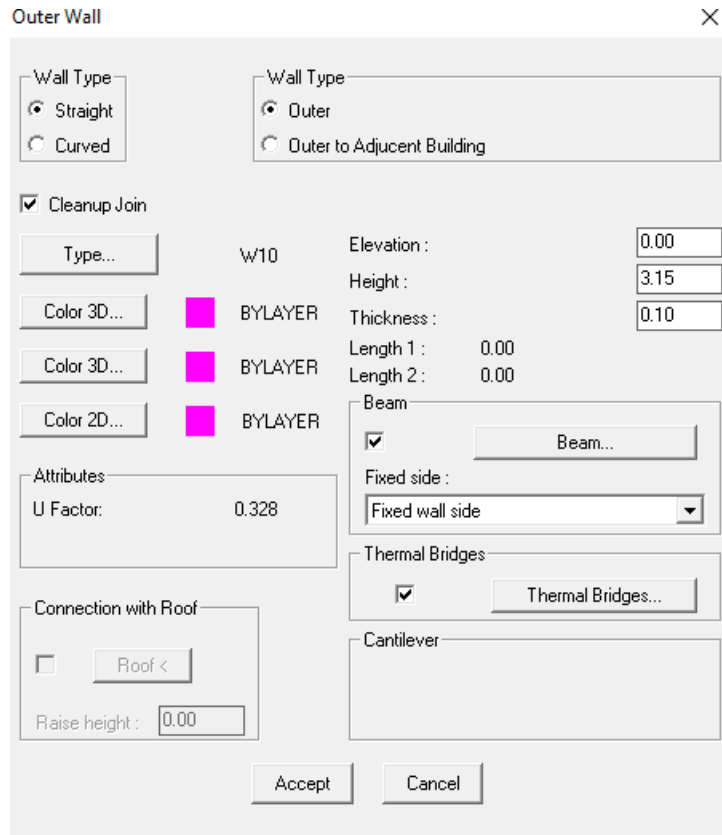 Outer Wall
Wall Type
Straight
Curved
Wall Type
Outer
Outer to Adjucent Building
Cleanup Join
Type...
W10
Color 3D...
BYLAYER
Color 3D...
BYLAYER
Color 2D...
BYLAYER
Elevation :
0.00
Height :
3.15
Thickness :
0.10
Length 1 :
0.00
Length 2 :
0.00
Attributes
U Factor:
0.328
Beam
Beam...
Fixed side :
Fixed wall side
Thermal Bridges
Thermal Bridges...
Connection with Roof
Roof <
Raise height :
0.00
Cantilever
Accept
Cancel